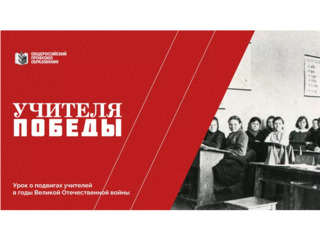 ОБЩЕРОССИЙСКИЙ
ПРОФСОЮЗ
ОБРАЗОВАНИЯ
УЧИТЕЛЯ
ПОБЕДЫ
Урок о подвигах учителей
в годы Великой Отечественной войны